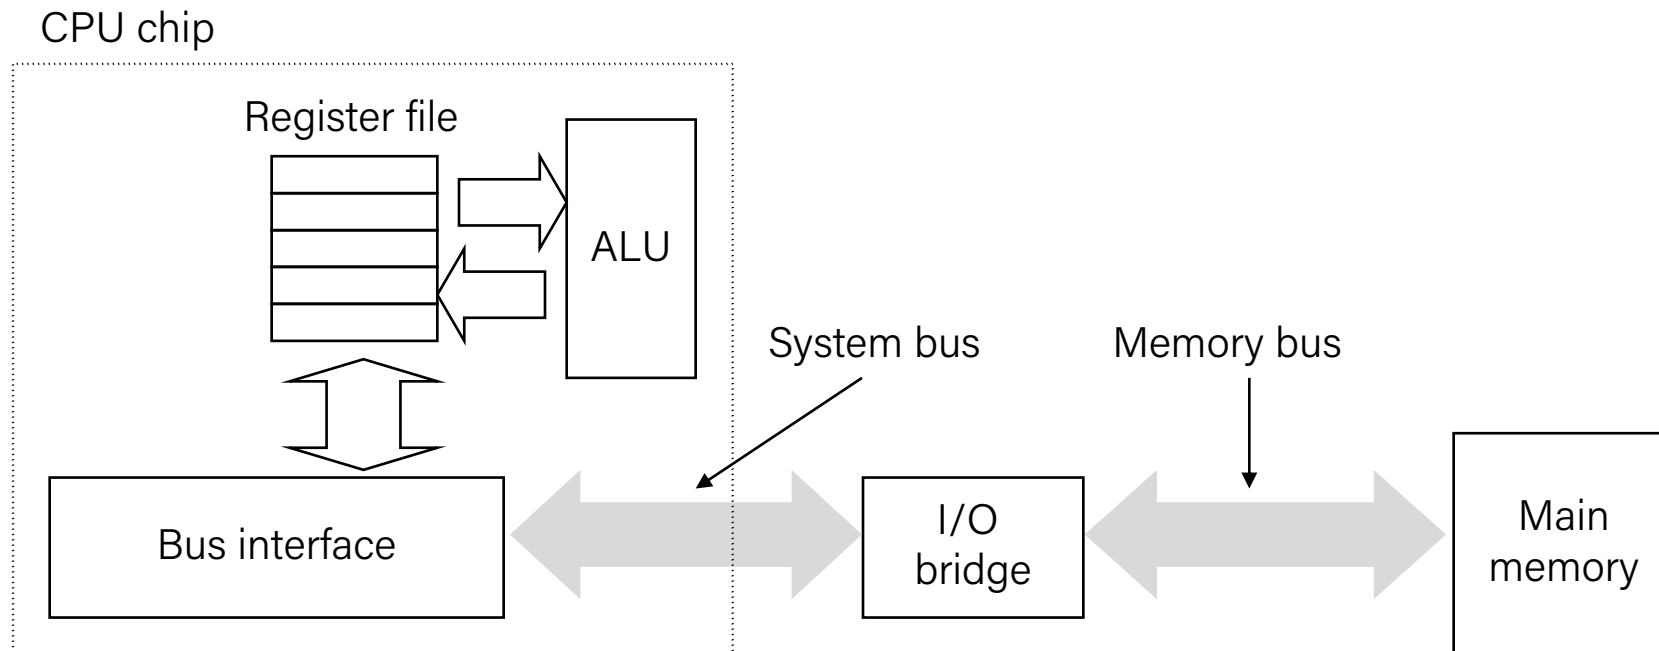 CPU chip
Register file
ALU
System bus
Memory bus
Bus interface
I/O
bridge
Main
memory